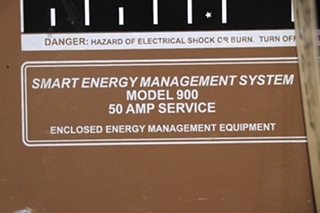 DANGER: HAZARD OF ELECTRICAL SHOCK OR BURN. TURN OFF
SMART ENERGY MANAGEMENT SYSTEM
MODEL 900
50 AMP SERVICE
ENCLOSED ENERGY MANAGEMENT EQUIPMENT